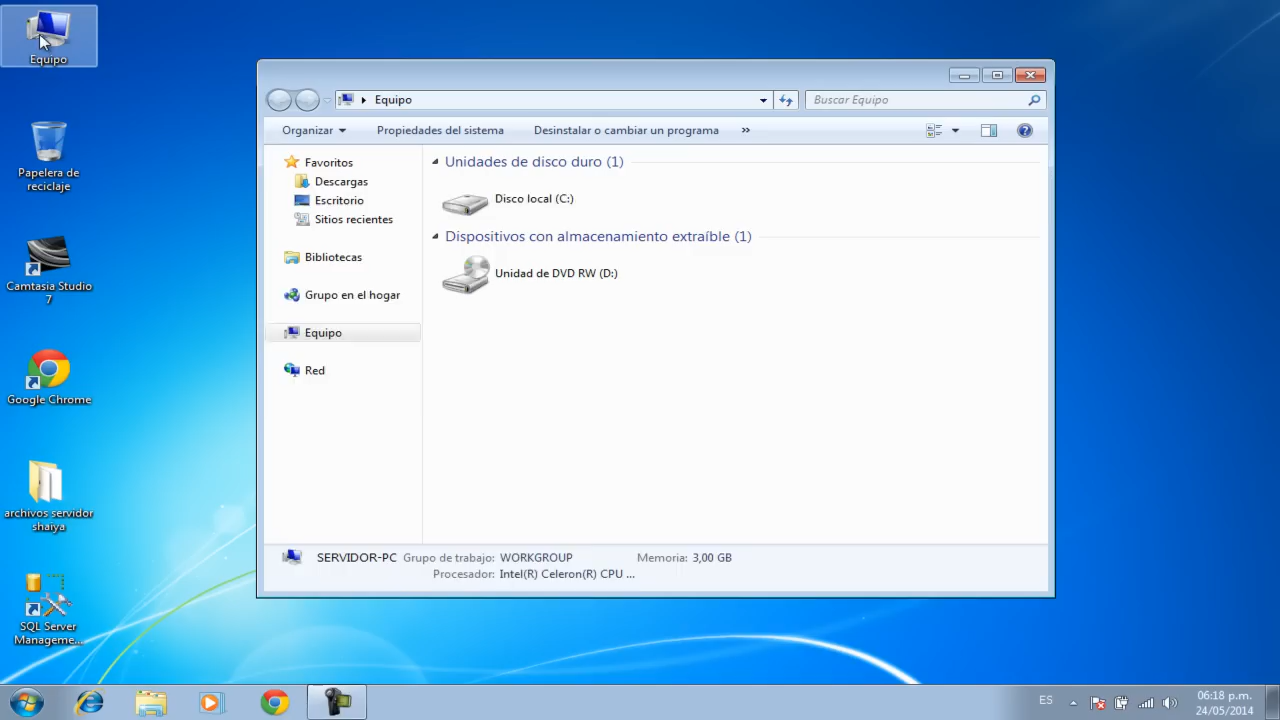 Equipo
Papelera de
reciclaje
Camtasia Studio
7
Google Chrome
archivos servidor
shaiya
SQL Server
Manageme...
Equipo
Buscar Equipo
Organizar
Propiedades del sistema
Desinstalar o cambiar un programa
»
Favoritos
Descargas
Escritorio
Sitios recientes
Bibliotecas
Grupo en el hogar
Equipo
Red
Unidades de disco duro (1)
Disco local (C:)
Dispositivos con almacenamiento extraíble (1)
Unidad de DVD RW (D:)
SERVIDOR-PC Grupo de trabajo: WORKGROUP Memoria: 3,00 GB
Procesador: Intel(R) Celeron(R) CPU ...
ES
06:18 p.m.
24/05/2014